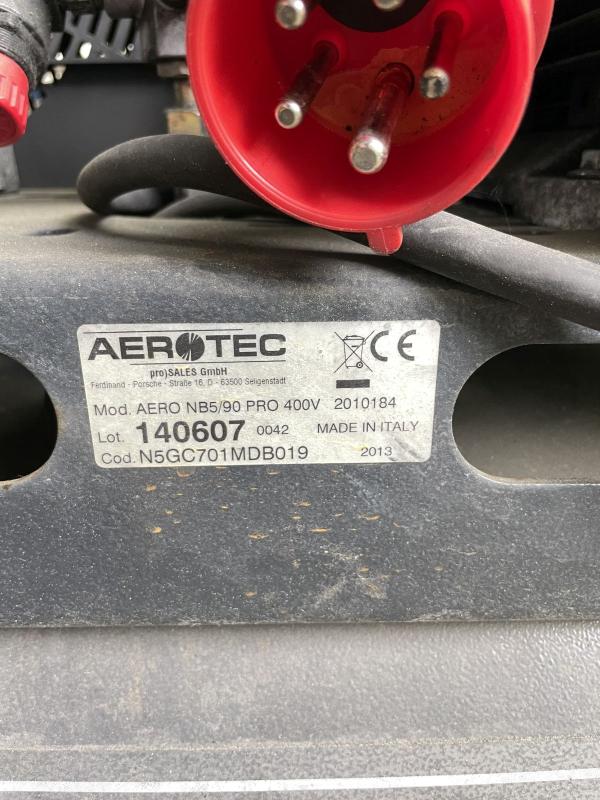 AEROTEC
pro)SALES GmbH
Ferdinand - Porsche - Straße 16, D - 63500 Seligenstadt
CE
Mod. AERO NB5/90 PRO 400V 2010184
Lot. 140607 0042 MADE IN ITALY
Cod. N5GC701MDB019 2013